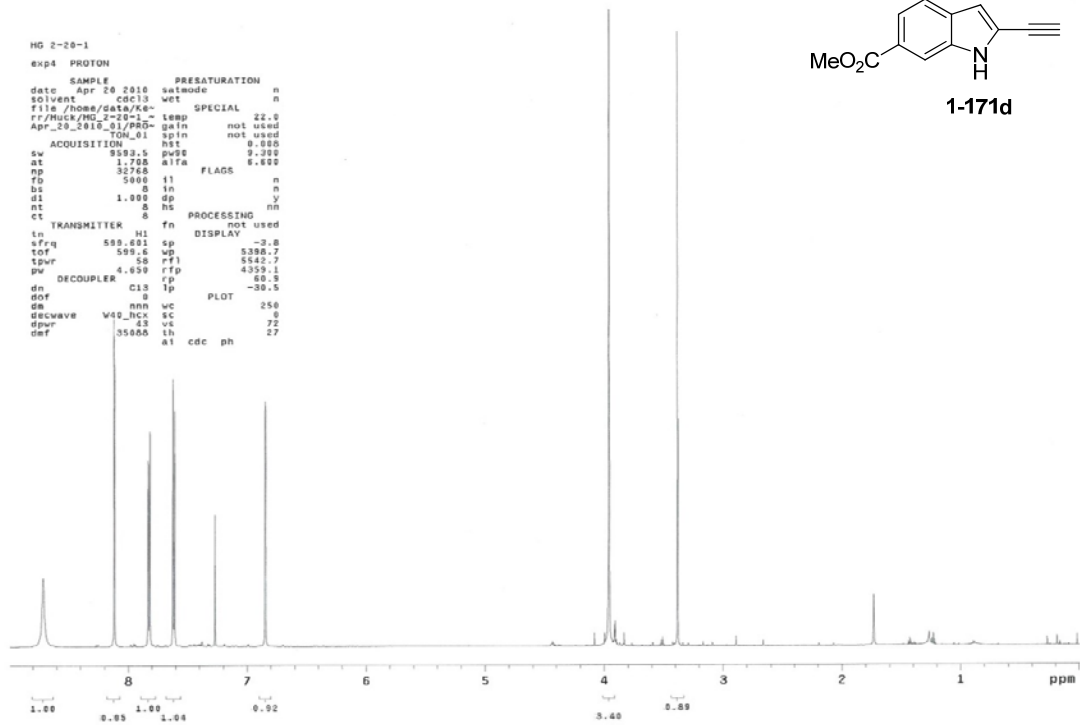 HG 2-20-1
exp4 PROTON
SAMPLE PRESATURATION
date Apr 20 2010 satmode n
solvent cdcl3 wet n
file /home/data/Ke~ SPECIAL
rr/Huck/HG_2-20-1_~ temp 22.0
Apr_20_2010_01/PRO~ gain not used
TON_01 spin not used
ACQUISITION hst 0.008
sw 9593.5 pw90 9.300
at 1.708 alfa 6.600
np 32768 FLAGS
fb 5000 il n
bs 8 in n
d1 1.000 dp y
nt 8 hs nn
ct 8 PROCESSING
TRANSMITTER fn not used
tn H1 DISPLAY
sfrq 599.601 sp -3.8
tof 599.6 wp 5398.7
tpwr 58 rfl 5542.7
pw 4.650 rfp 4359.1
DECOUPLER rp 60.9
dn C13 lp -30.5
dof 0 PLOT
dm nnn wc 250
decwave W40_hcx sc 0
dpwr 43 vs 72
dmf 35088 th 27
ai cdc ph
MeO2C
N
H
1-171d
8 7 6 5 4 3 2 1 ppm
1.00 0.95 1.00 1.04 0.92 3.40 0.89